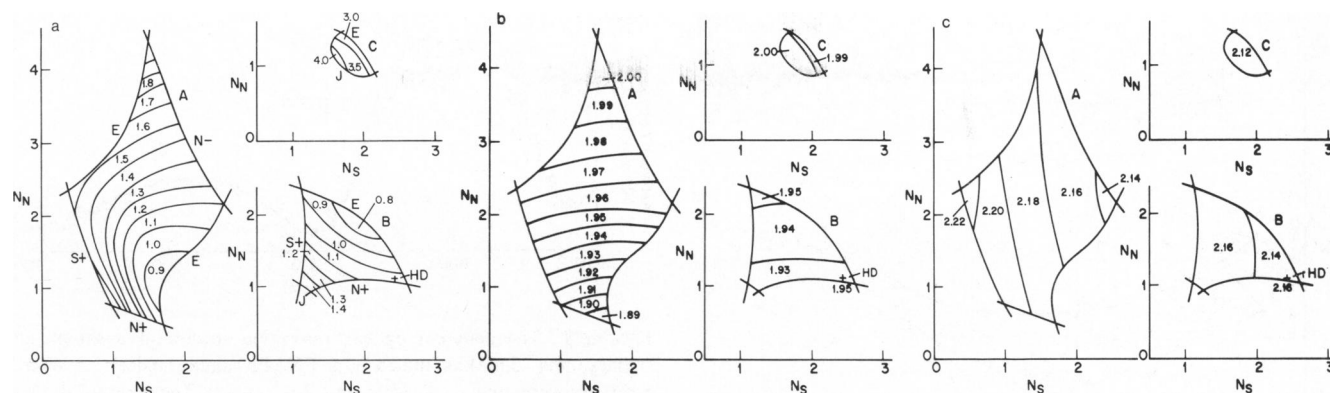 a
4
3
2
1
0
N_N
1
2
3
N_S
1.8
1.7
1.6
1.5
1.4
1.3
1.2
1.1
1.0
0.9
A
E
N-
S+
E
N+
3.0
E
C
4.0
3.5
J
1
0
N_N
1
2
3
N_S
0.9
E
0.8
B
S+
1.2
1.0
1.1
HD
N+
J
1.3
1.4
2
1
0
N_N
1
2
3
N_S
b
4
3
2
1
0
N_N
1
2
N_S
2.00
A
1.99
1.98
1.97
1.96
1.95
1.94
1.93
1.92
1.91
1.90
1.89
2.00
C
1.99
1
0
N_N
1
2
3
N_S
1.95
B
1.94
1.93
HD
1.95
2
1
0
N_N
1
2
3
N_S
c
4
3
2
1
0
N_N
1
2
N_S
A
2.14
2.16
2.18
2.20
2.22
2.12
C
1
0
N_N
1
2
3
N_S
B
2.16
2.14
HD
2.16
2
1
0
N_N
1
2
3
N_S